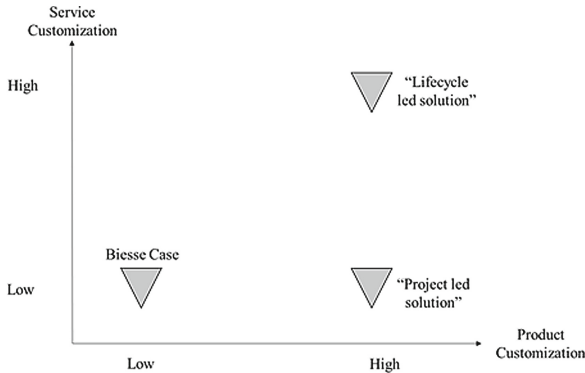 Service
Customization
High
“Lifecycle
led solution”
Biesse Case
Low
“Project led
solution”
Product
Customization
Low
High